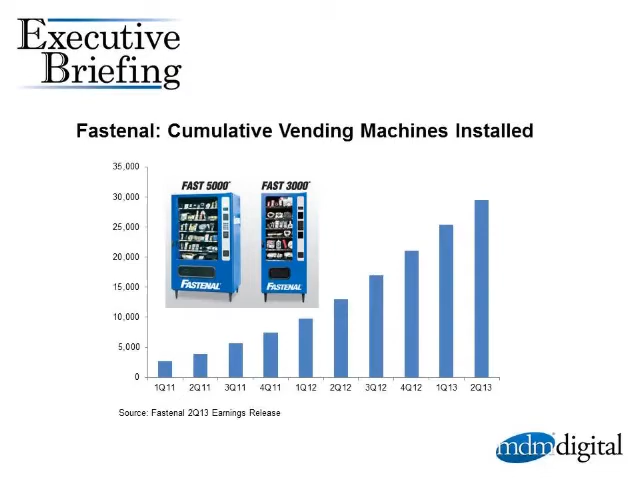 Executive
Briefing
Fastenal: Cumulative Vending Machines Installed
35,000
30,000
25,000
20,000
15,000
10,000
5,000
0
FAST 5000
FAST 3000
FASTENAL
FASTENAL
1Q11 2Q11 3Q11 4Q11 1Q12 2Q12 3Q12 4Q12 1Q13 2Q13
Source: Fastenal 2Q13 Earnings Release
mdm digital